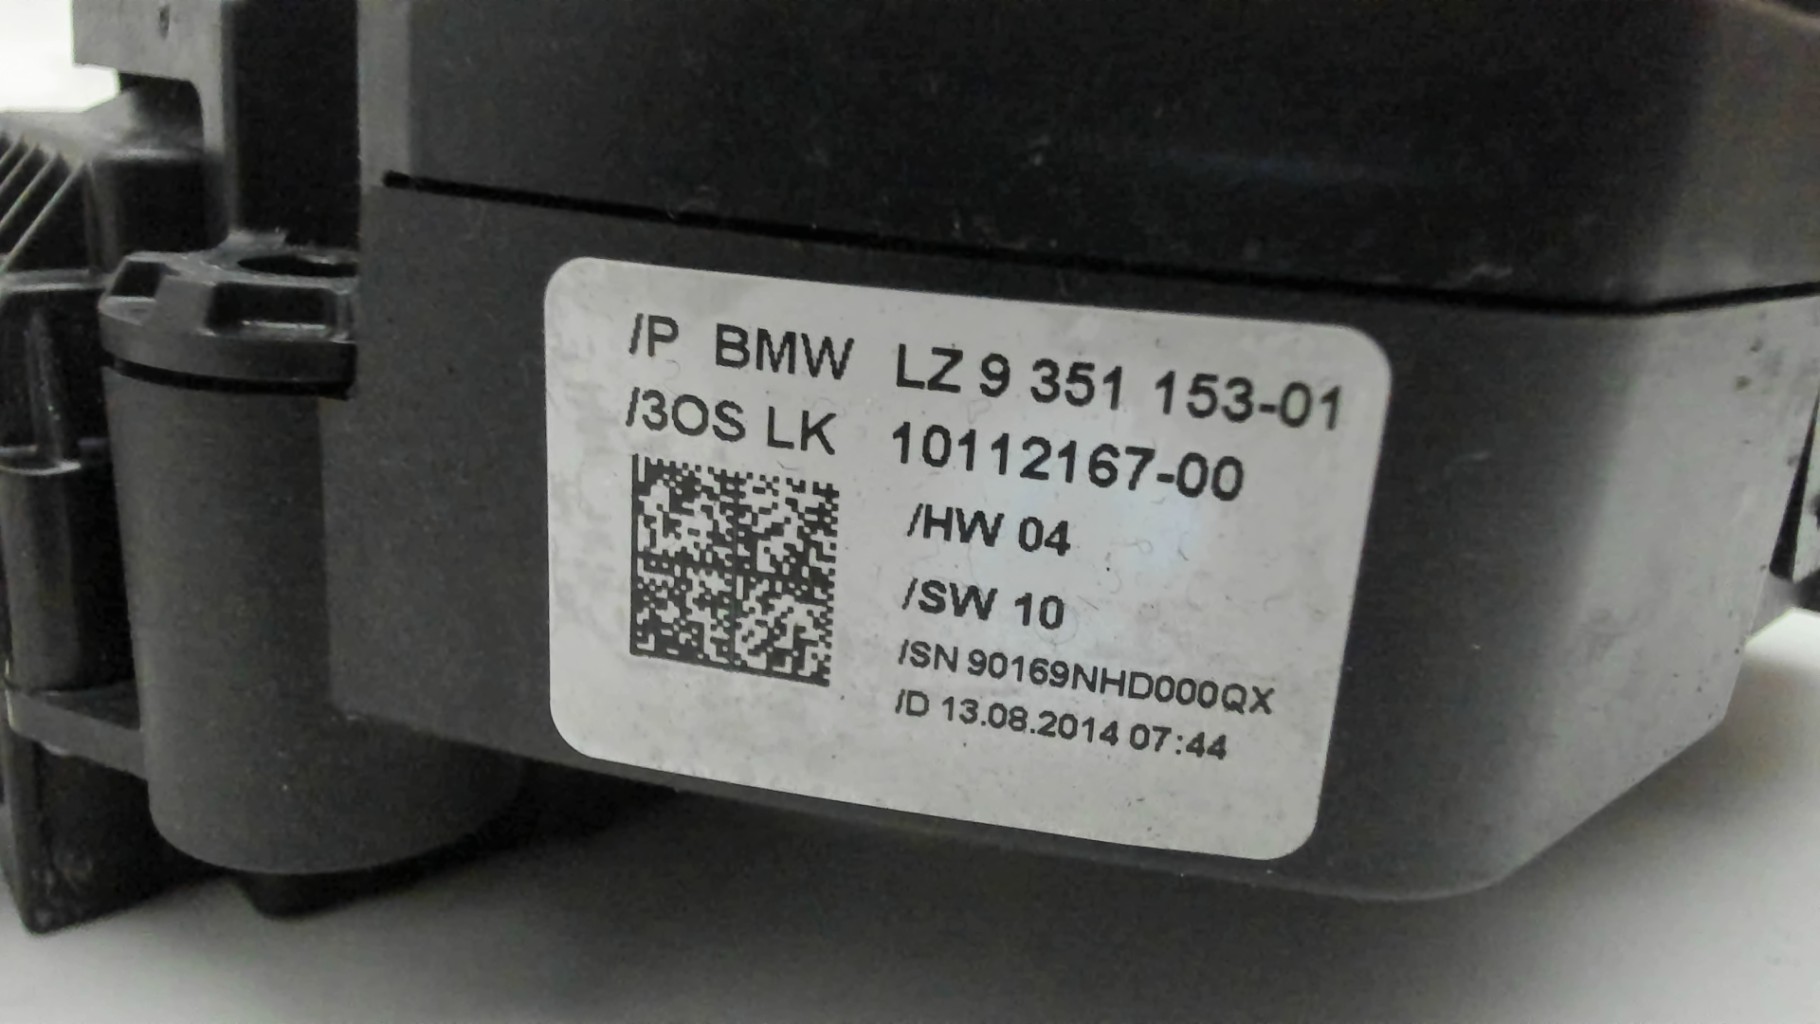 /P BMW LZ 9 351 153-01
/3OS LK 10112167-00
/HW 04
/SW 10
/SN 90169NHD000QX
/D 13.08.2014 07:44